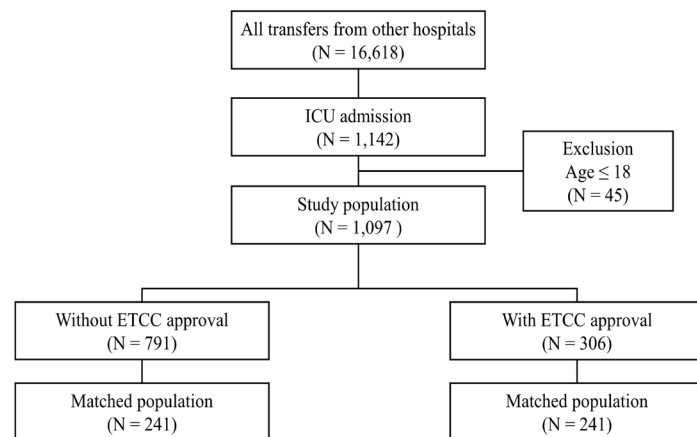 All transfers from other hospitals
(N = 16,618)
ICU admission
(N = 1,142)
Exclusion
Age ≤ 18
(N = 45)
Study population
(N = 1,097 )
Without ETCC approval
(N = 791)
With ETCC approval
(N = 306)
Matched population
(N = 241)
Matched population
(N = 241)